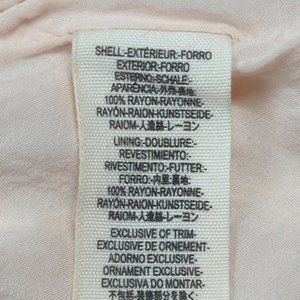 SHELL:-EXTÉRIEUR:-FORRO
EXTERIOR:-FORRO
ESTERNO:-SCHALE:-
APARÊNCIA:-外壳:-表地:
100% RAYON-RAYONNE-
RAYÓN-RAION-KUNSTSEIDE-
RAIOM-人造絲-レーヨン
LINING:-DOUBLURE:-
REVESTIMIENTO:-
RIVESTIMENTO:-FUTTER:-
FORRO:-内里:-裏地:
100% RAYON-RAYONNE-
RAYÓN-RAION-KUNSTSEIDE-
RAIOM-人造絲-レーヨン
EXCLUSIVE OF TRIM-
EXCLUSIVE DE ORNEMENT-
ADORNO EXCLUSIVO-
ORNAMENT EXCLUSIVE-
EXCLUSIVA DO MONTAR-